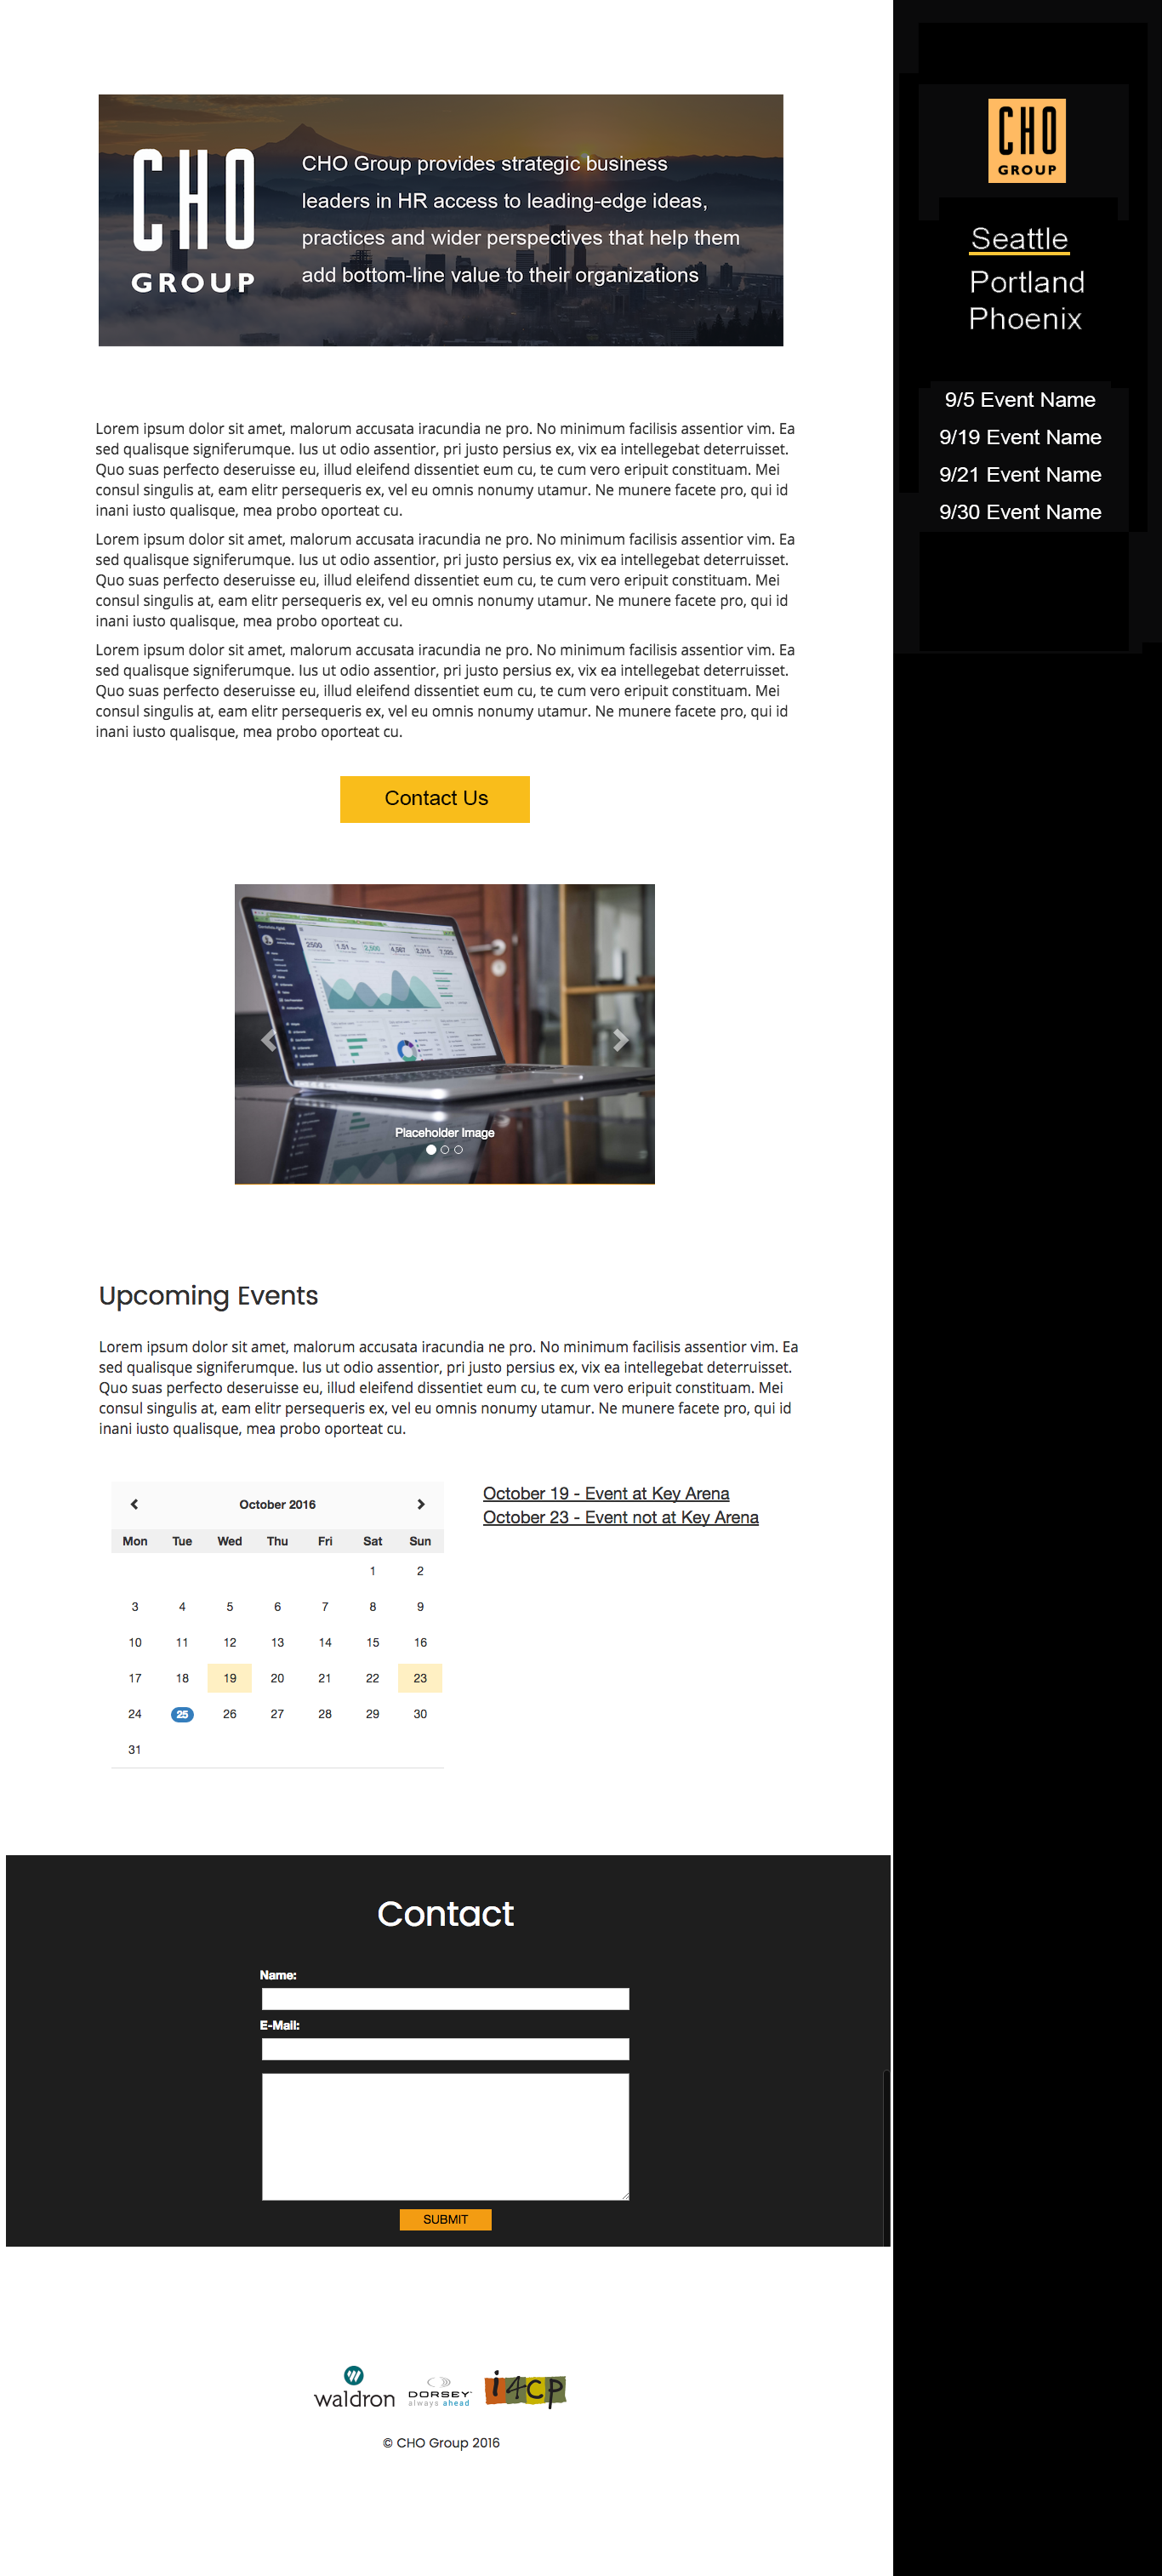 CHO
GROUP
CHO Group provides strategic business
leaders in HR access to leading-edge ideas,
practices and wider perspectives that help them
add bottom-line value to their organizations
Lorem ipsum dolor sit amet, malorum accusata iracundia ne pro. No minimum facilisis assentior vim. Ea
sed qualisque signiferumque. Ius ut odio assentior, pri justo persius ex, vix ea intellegebat deterruisset.
Quo suas perfecto deseruisse eu, illud eleifend dissentiet eum cu, te cum vero eripuit constituam. Mei
consul singulis at, eam elitr persequeris ex, vel eu omnis nonumy utamur. Ne munere facete pro, qui id
inani iusto qualisque, mea probo oporteat cu.
Lorem ipsum dolor sit amet, malorum accusata iracundia ne pro. No minimum facilisis assentior vim. Ea
sed qualisque signiferumque. Ius ut odio assentior, pri justo persius ex, vix ea intellegebat deterruisset.
Quo suas perfecto deseruisse eu, illud eleifend dissentiet eum cu, te cum vero eripuit constituam. Mei
consul singulis at, eam elitr persequeris ex, vel eu omnis nonumy utamur. Ne munere facete pro, qui id
inani iusto qualisque, mea probo oporteat cu.
Lorem ipsum dolor sit amet, malorum accusata iracundia ne pro. No minimum facilisis assentior vim. Ea
sed qualisque signiferumque. Ius ut odio assentior, pri justo persius ex, vix ea intellegebat deterruisset.
Quo suas perfecto deseruisse eu, illud eleifend dissentiet eum cu, te cum vero eripuit constituam. Mei
consul singulis at, eam elitr persequeris ex, vel eu omnis nonumy utamur. Ne munere facete pro, qui id
inani iusto qualisque, mea probo oporteat cu.
Contact Us
2500 1.51 2,500 4,567 2,315 7,325
Placeholder Image
Upcoming Events
Lorem ipsum dolor sit amet, malorum accusata iracundia ne pro. No minimum facilisis assentior vim. Ea
sed qualisque signiferumque. Ius ut odio assentior, pri justo persius ex, vix ea intellegebat deterruisset.
Quo suas perfecto deseruisse eu, illud eleifend dissentiet eum cu, te cum vero eripuit constituam. Mei
consul singulis at, eam elitr persequeris ex, vel eu omnis nonumy utamur. Ne munere facete pro, qui id
inani iusto qualisque, mea probo oporteat cu.
October 2016
Mon Tue Wed Thu Fri Sat Sun
1 2
3 4 5 6 7 8 9
10 11 12 13 14 15 16
17 18 19 20 21 22 23
24 25 26 27 28 29 30
31
October 19 - Event at Key Arena
October 23 - Event not at Key Arena
Contact
Name:
E-Mail:
SUBMIT
waldron
DORSEY
always ahead
i4cp
© CHO Group 2016
CHO
GROUP
Seattle
Portland
Phoenix
9/5 Event Name
9/19 Event Name
9/21 Event Name
9/30 Event Name